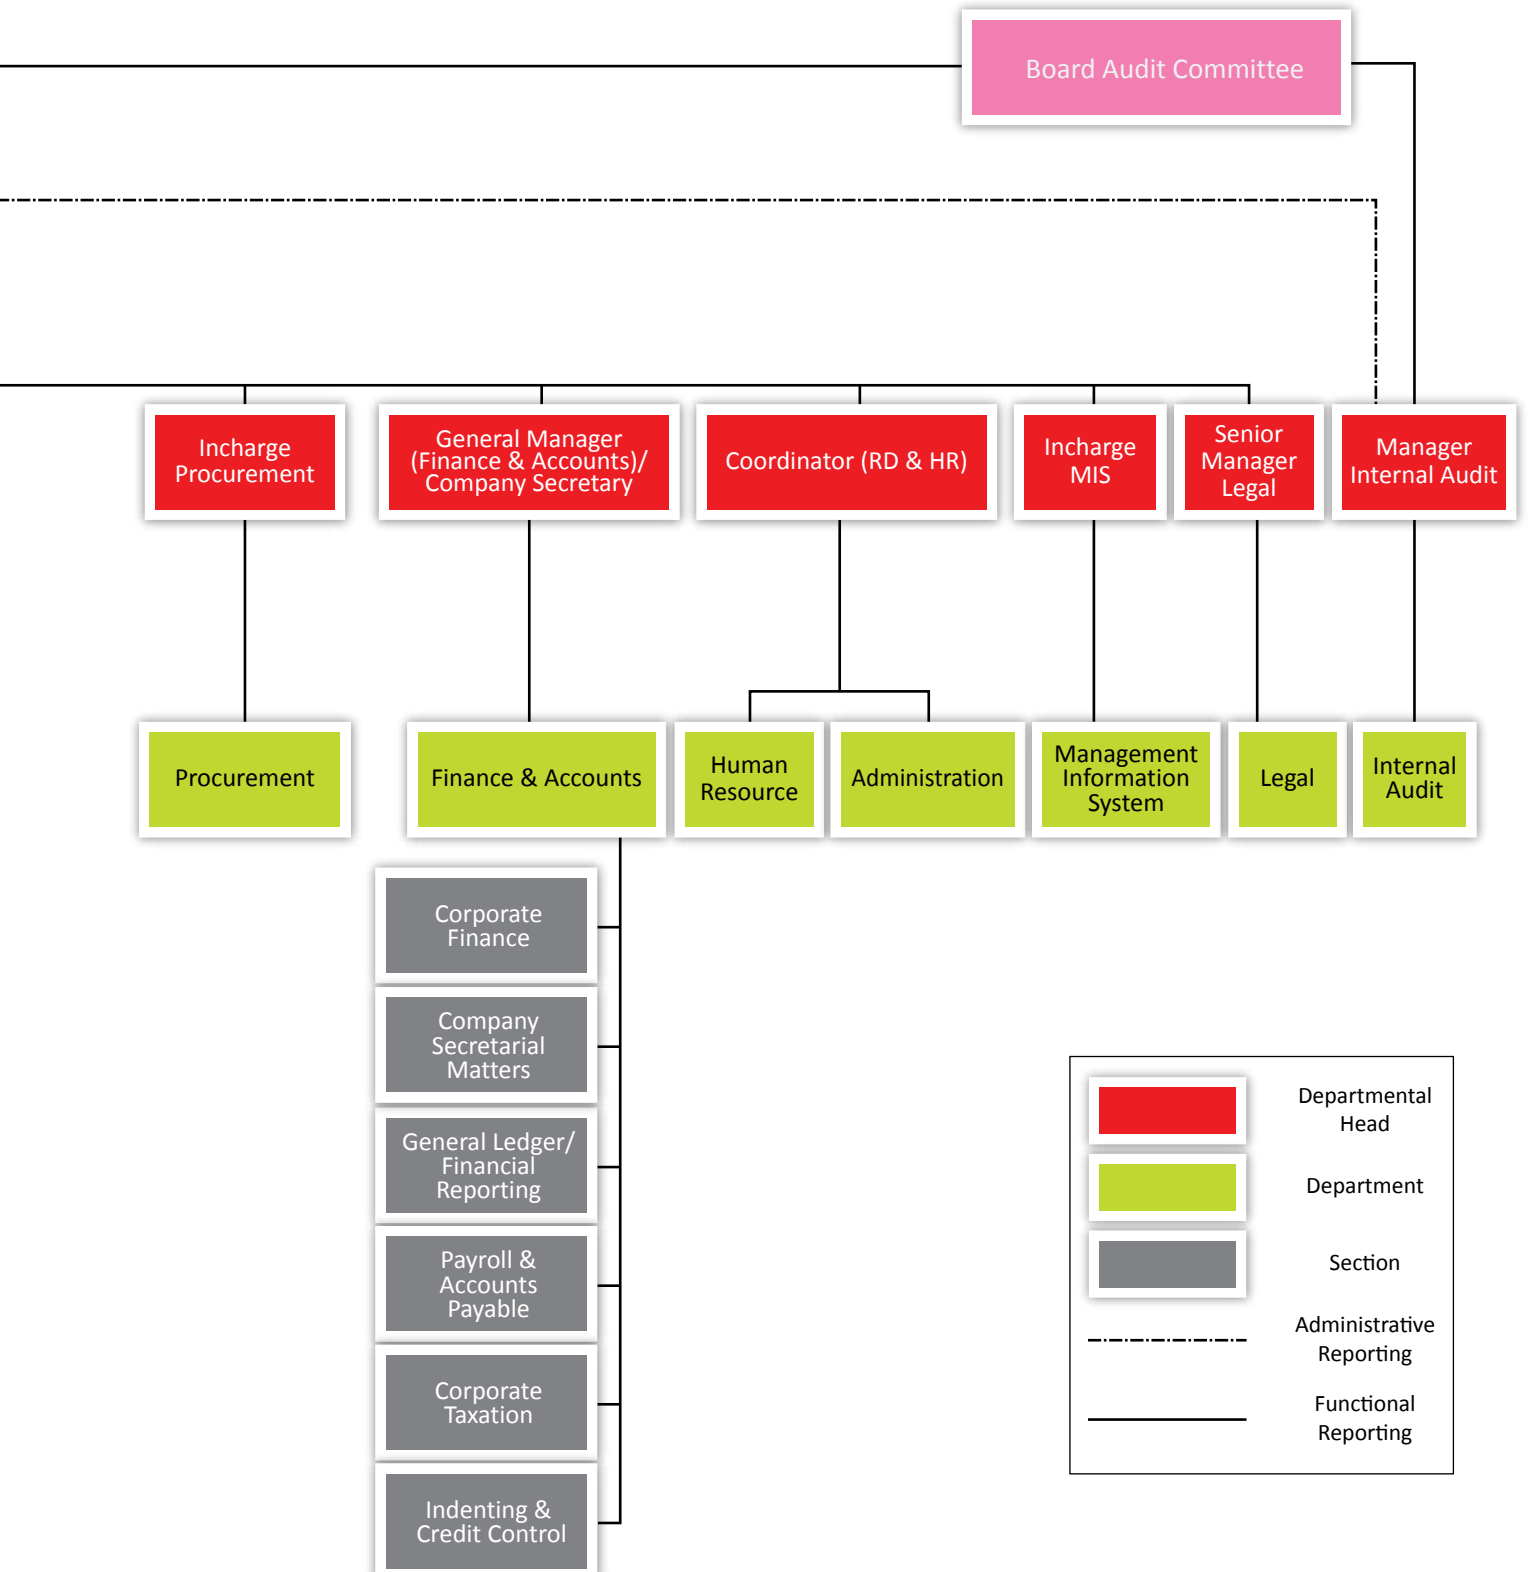 Board Audit Committee
Incharge
Procurement
General Manager
(Finance & Accounts)/
Company Secretary
Coordinator (RD & HR)
Incharge
MIS
Senior
Manager
Legal
Manager
Internal Audit
Procurement
Finance & Accounts
Human
Resource
Administration
Management
Information
System
Legal
Internal
Audit
Corporate
Finance
Company
Secretarial
Matters
General Ledger/
Financial
Reporting
Payroll &
Accounts
Payable
Corporate
Taxation
Indenting &
Credit Control
Departmental
Head
Department
Section
Administrative
Reporting
Functional
Reporting